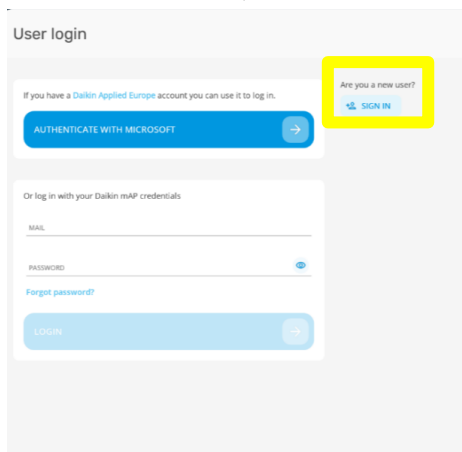 User login
If you have a Daikin Applied Europe account you can use it to log in.
AUTHENTICATE WITH MICROSOFT
Are you a new user?
SIGN IN
Or log in with your Daikin mAP credentials
MAIL
PASSWORD
Forgot password?
LOGIN